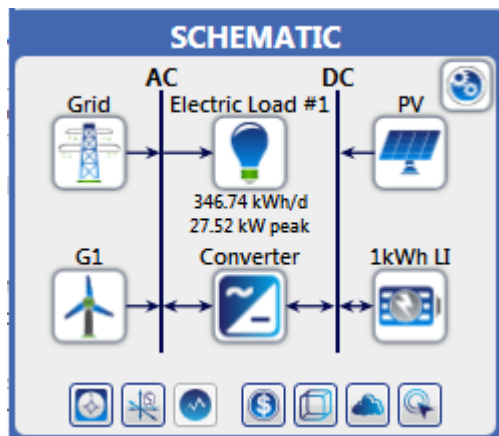 SCHEMATIC
AC DC
Grid Electric Load #1 PV
346.74 kWh/d
27.52 kW peak
G1 Converter 1kWh LI